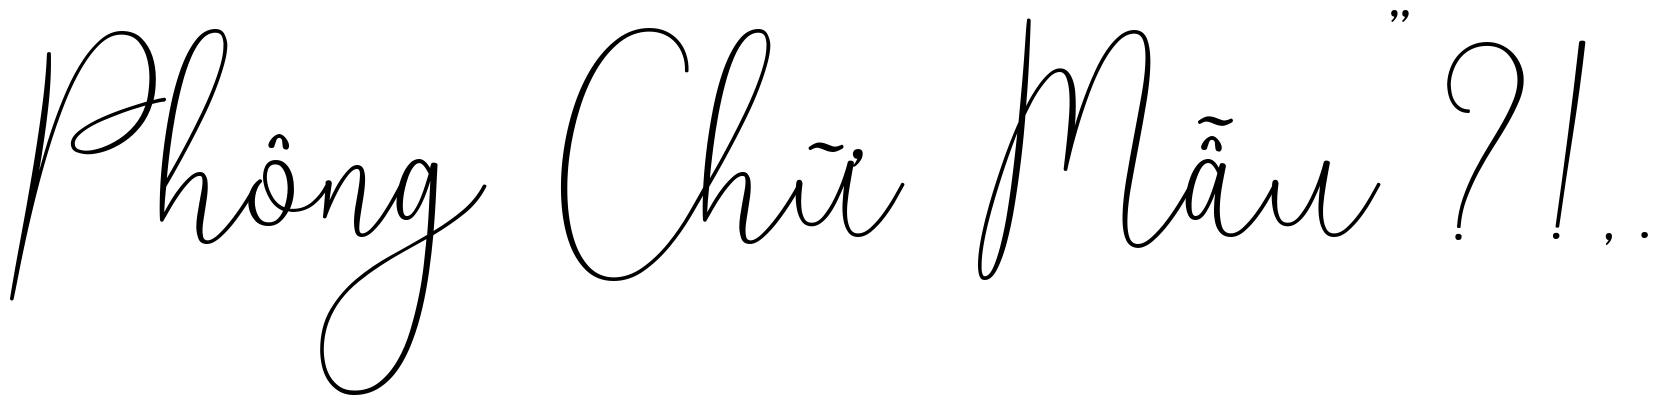 Phông Chữ Mẫu ” ? ! , .